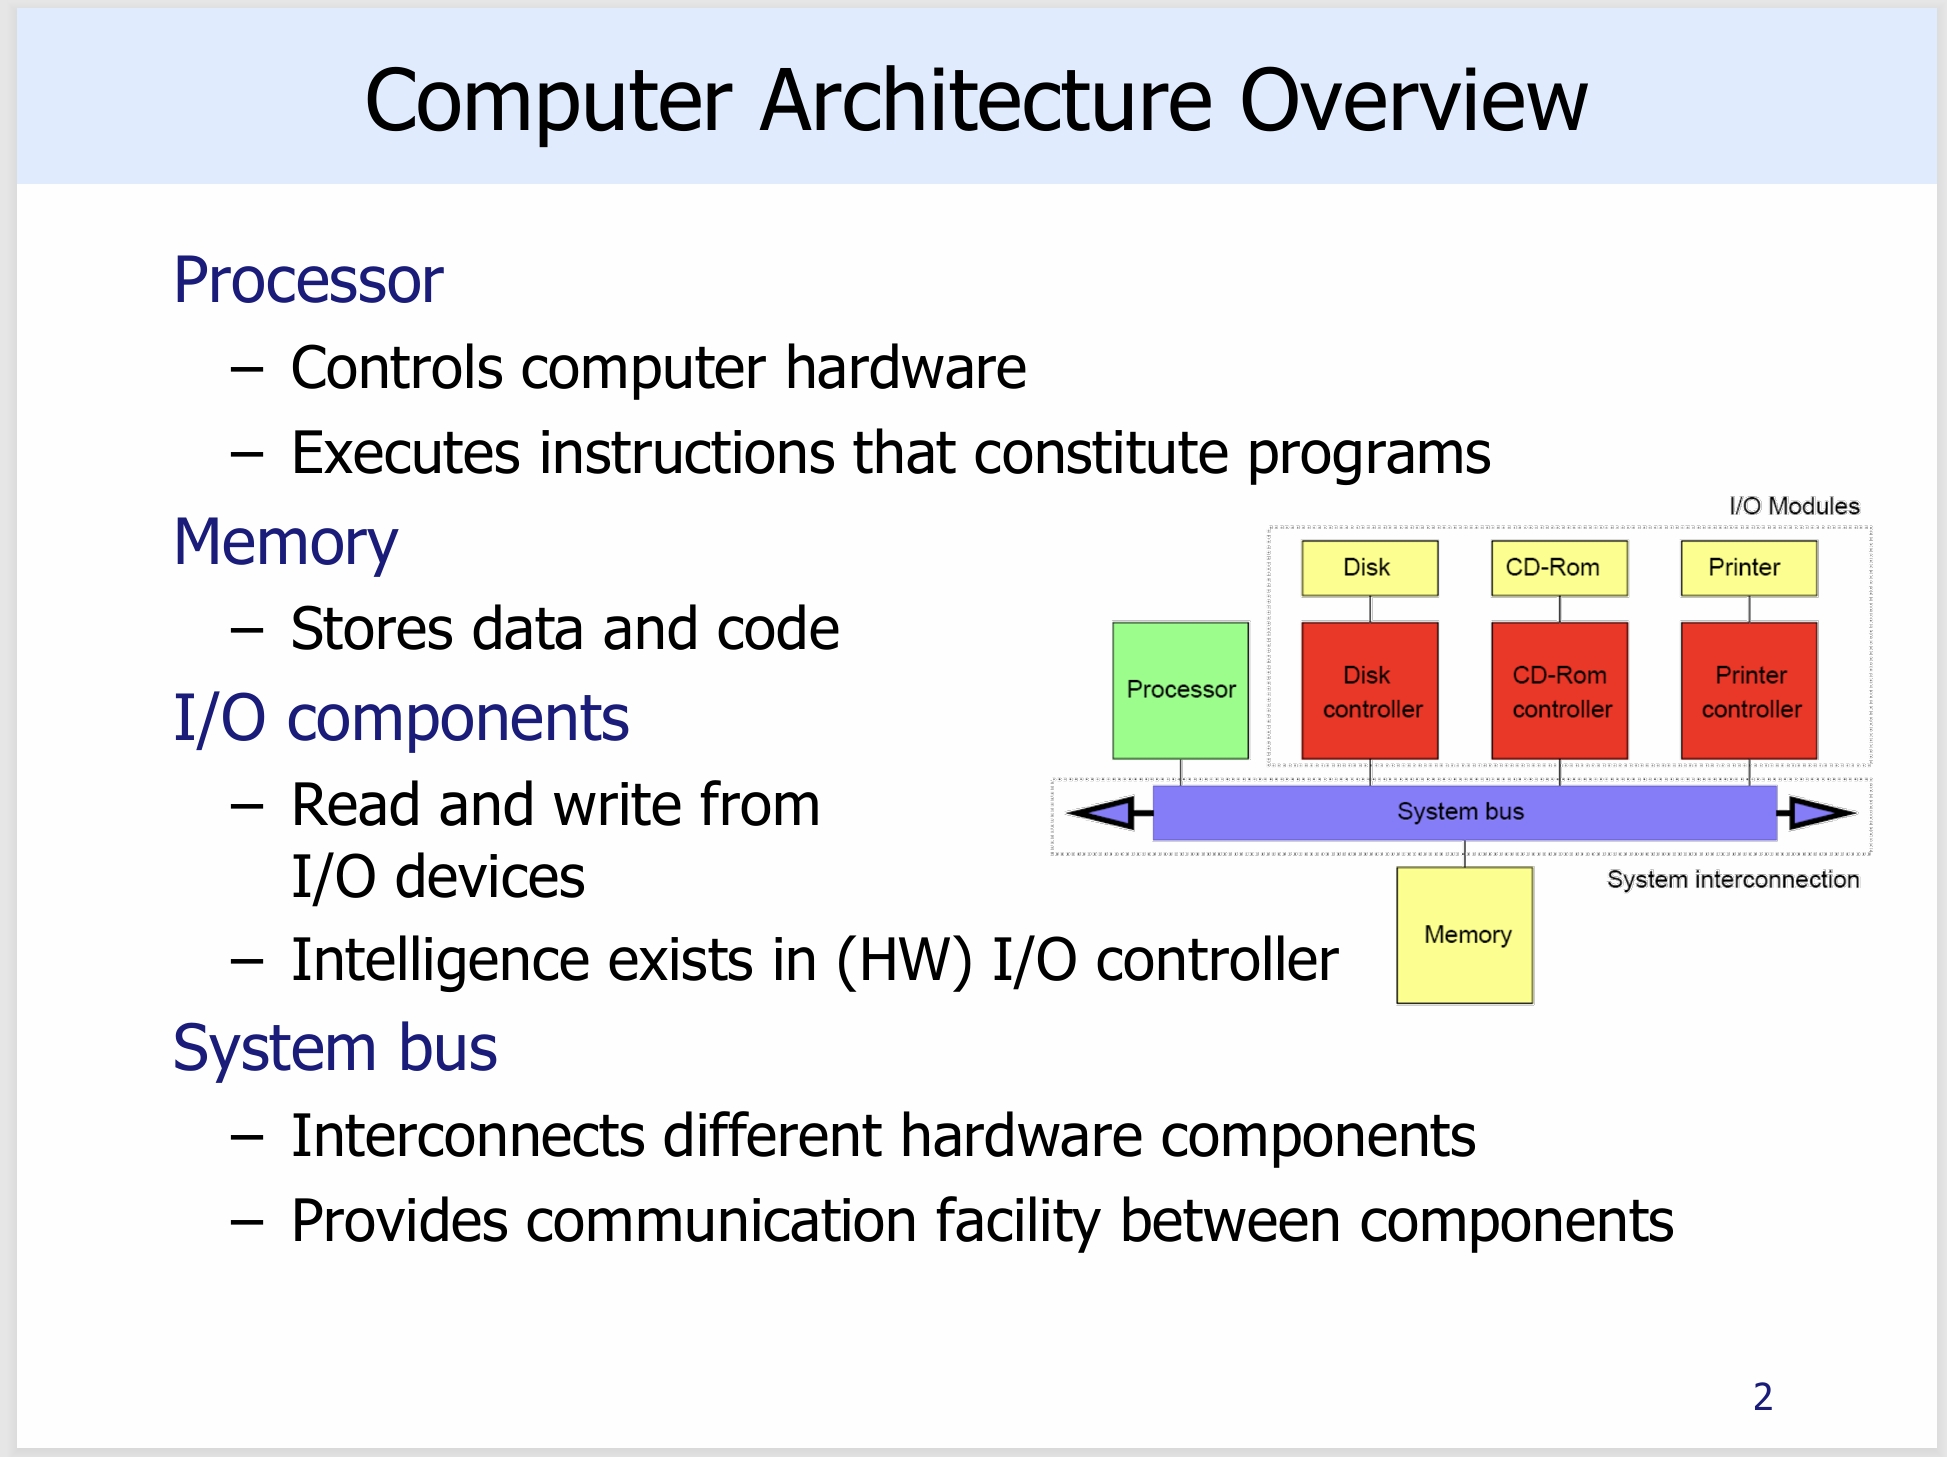 Computer Architecture Overview
Processor
– Controls computer hardware
– Executes instructions that constitute programs
Memory
– Stores data and code
I/O components
– Read and write from
I/O devices
– Intelligence exists in (HW) I/O controller
System bus
– Interconnects different hardware components
– Provides communication facility between components
I/O Modules
Disk
CD-Rom
Printer
Processor
Disk
controller
CD-Rom
controller
Printer
controller
System bus
System interconnection
Memory
2